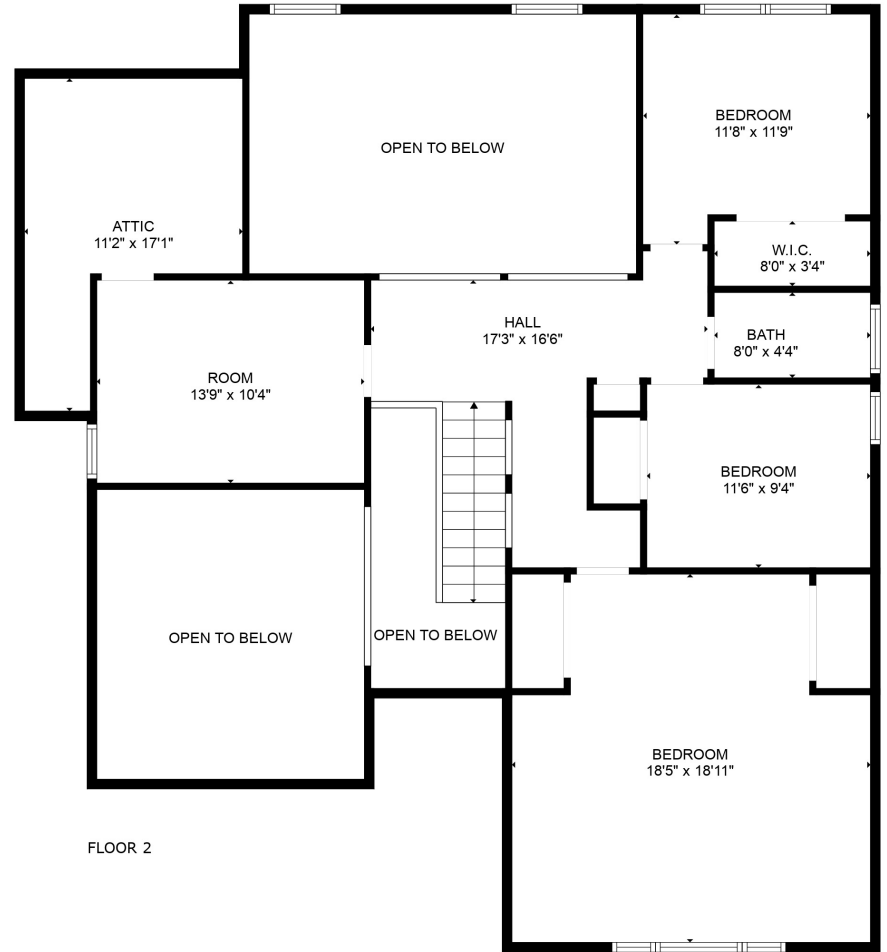 BEDROOM
11'8" x 11'9"
OPEN TO BELOW
ATTIC
11'2" x 17'1"
W.I.C.
8'0" x 3'4"
HALL
17'3" x 16'6"
BATH
8'0" x 4'4"
ROOM
13'9" x 10'4"
BEDROOM
11'6" x 9'4"
OPEN TO BELOW
OPEN TO BELOW
BEDROOM
18'5" x 18'11"
FLOOR 2